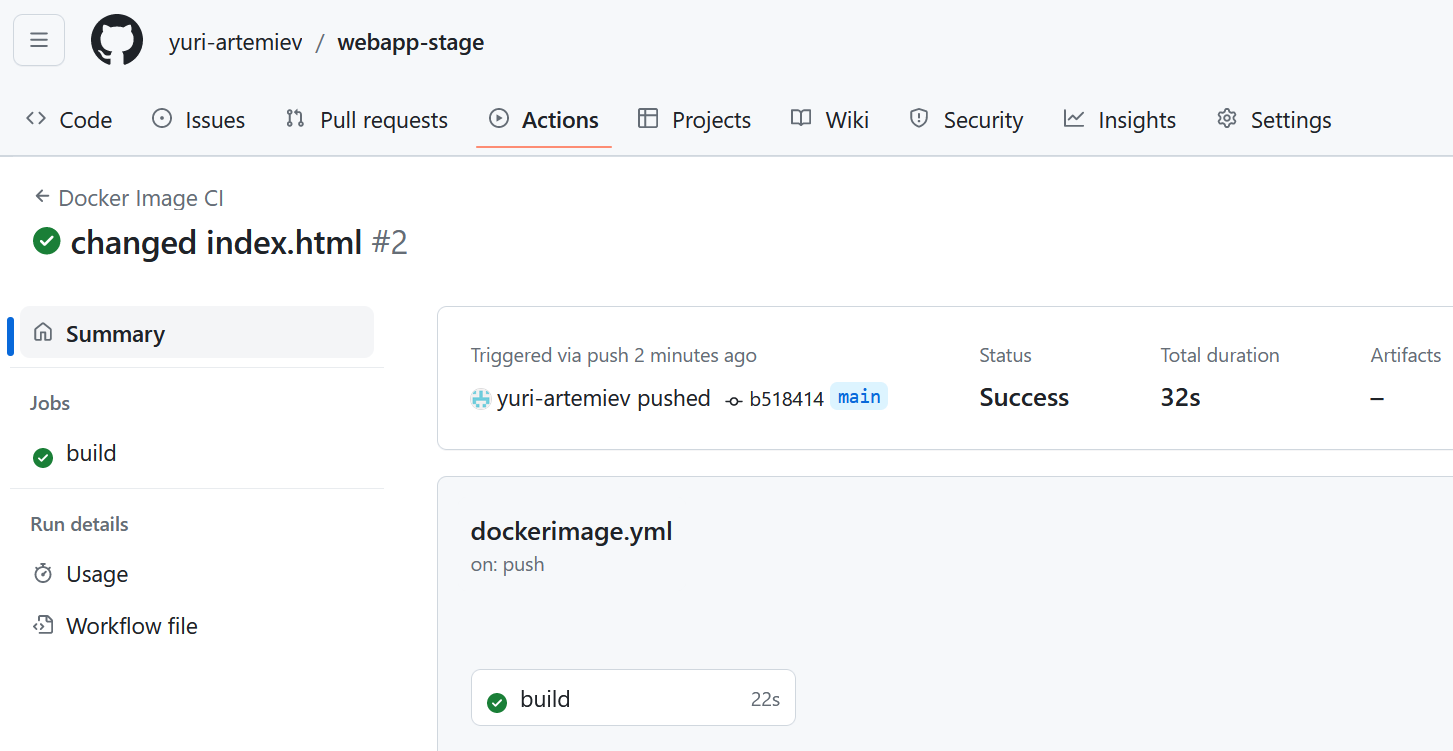 yuri-artemiev / webapp-stage
Code Issues Pull requests Actions Projects Wiki Security Insights Settings
Docker Image CI
changed index.html #2
Summary
Jobs
build
Run details
Usage
Workflow file
Triggered via push 2 minutes ago
yuri-artemiev pushed b518414 main
Status
Success
Total duration
32s
Artifacts
–
dockerimage.yml
on: push
build 22s